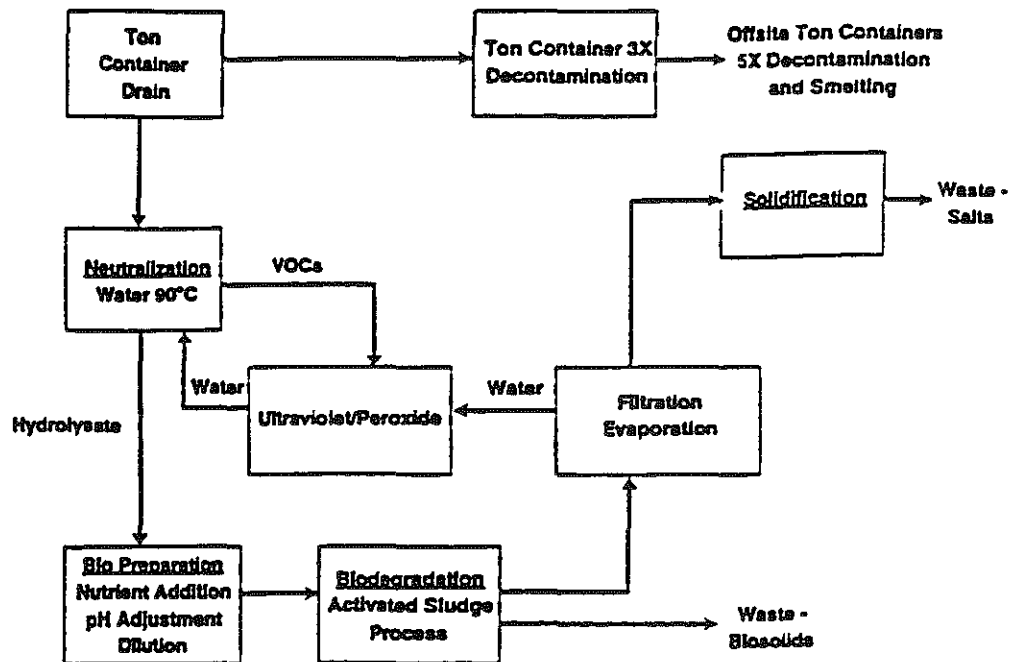 Ton
Container
Drain
Ton Container 3X
Decontamination
Offsite Ton Containers
5X Decontamination
and Smelting
Solidification
Waste -
Salts
Neutralization
Water 90°C
VOCs
Water
Ultraviolet/Peroxide
Water
Filtration
Evaporation
Hydrolysate
Bio Preparation
Nutrient Addition
pH Adjustment
Dilution
Biodegradation
Activated Sludge
Process
Waste -
Biosolids